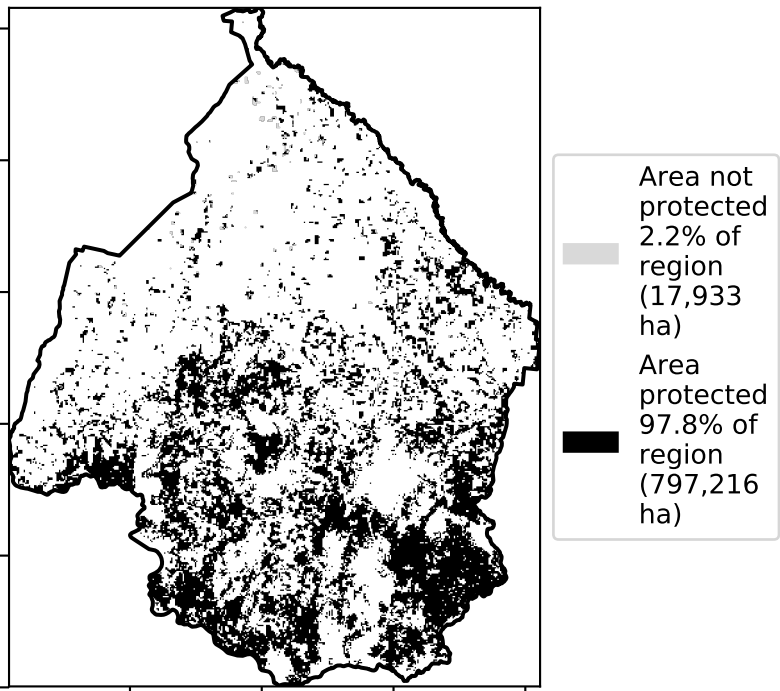 Area not
protected
2.2% of
region
(17,933
ha)
Area
protected
97.8% of
region
(797,216
ha)